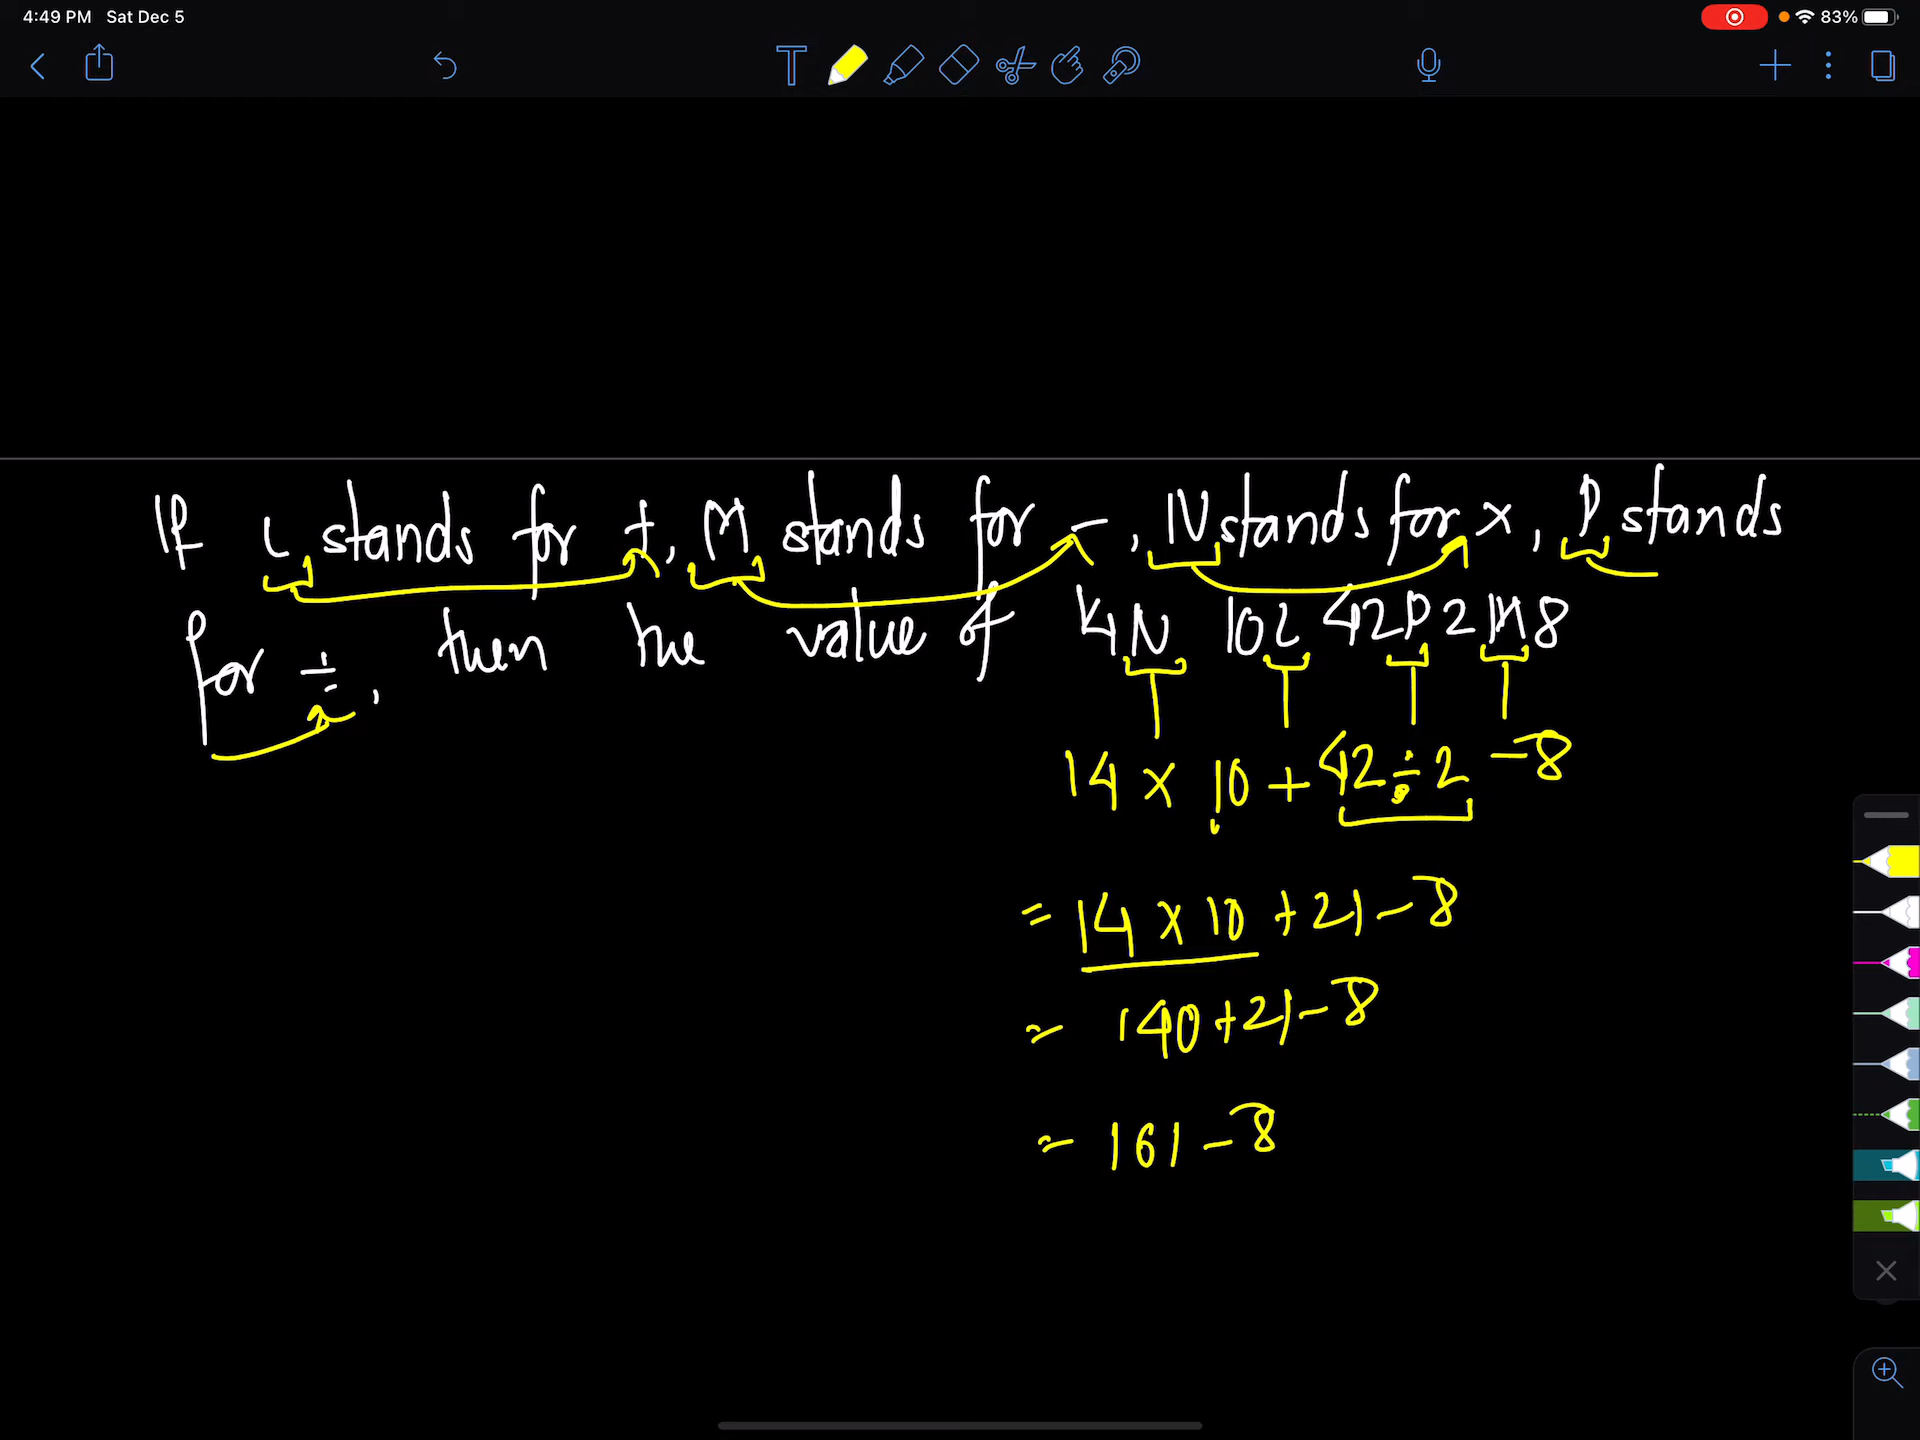 4:49 PM Sat Dec 5
83%
If L stands for +, M stands for -, N stands for x, P stands
for ÷, then the value of 14N 10L 42P2M8
14 x 10 + 42÷2 -8
= 14 x 10 +21-8
= 140+21-8
= 161-8